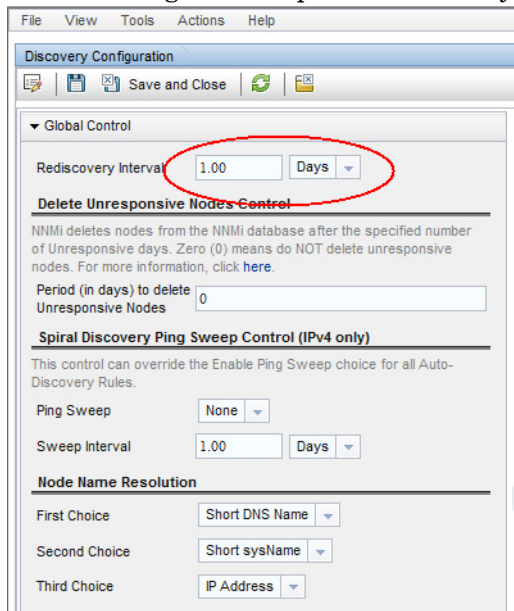 File View Tools Actions Help
Discovery Configuration
Save and Close
Global Control
Rediscovery Interval 1.00 Days
Delete Unresponsive Nodes Control
NNMi deletes nodes from the NNMi database after the specified number
of Unresponsive days. Zero (0) means do NOT delete unresponsive
nodes. For more information, click here.
Period (in days) to delete
Unresponsive Nodes 0
Spiral Discovery Ping Sweep Control (IPv4 only)
This control can override the Enable Ping Sweep choice for all Auto-
Discovery Rules.
Ping Sweep None
Sweep Interval 1.00 Days
Node Name Resolution
First Choice Short DNS Name
Second Choice Short sysName
Third Choice IP Address